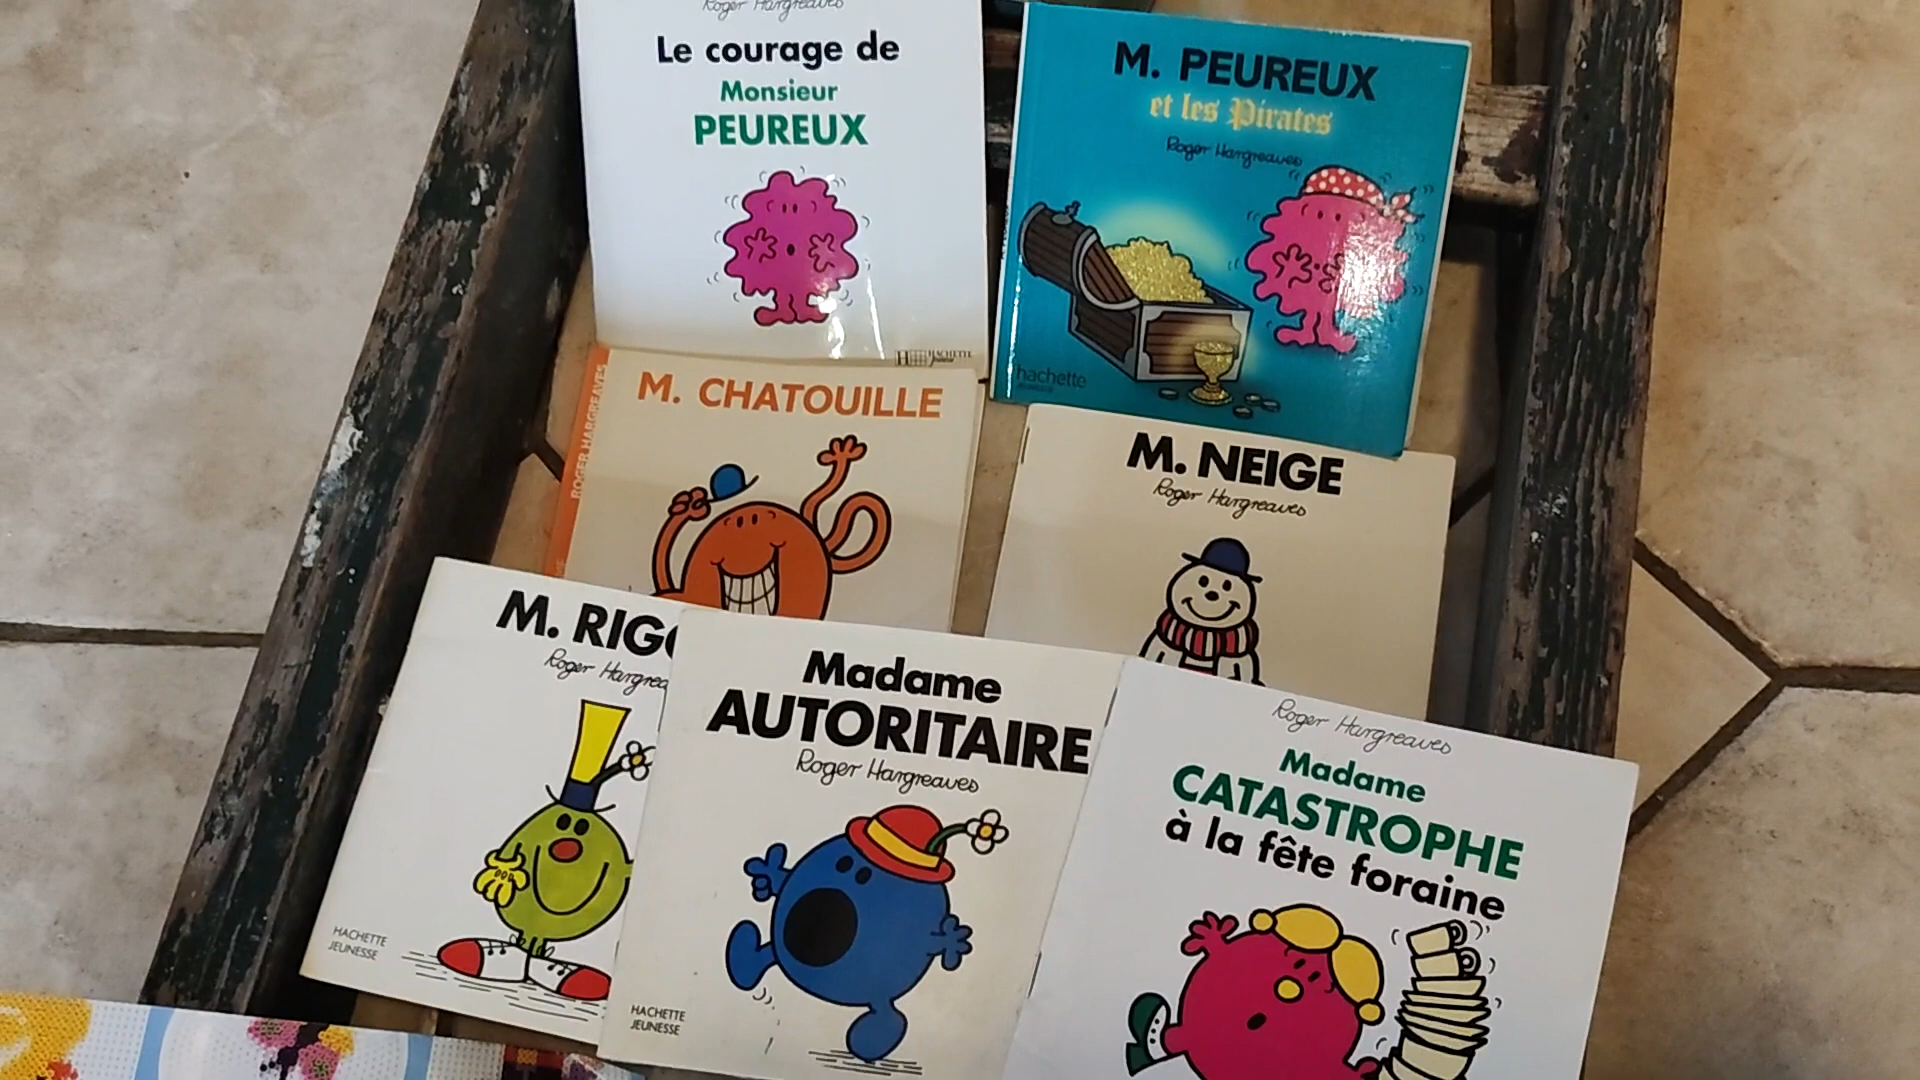 Roger Hargreaves
Le courage de
Monsieur
PEUREUX
HACHETTE
M. PEUREUX
et les Pirates
Roger Hargreaves
hachette
ROGER HARGREAVES
M. CHATOUILLE
M. NEIGE
Roger Hargreaves
M. RIGO
Roger Hargrea
HACHETTE
JEUNESSE
Madame
AUTORITAIRE
Roger Hargreaves
HACHETTE
JEUNESSE
Roger Hargreaves
Madame
CATASTROPHE
à la fête foraine